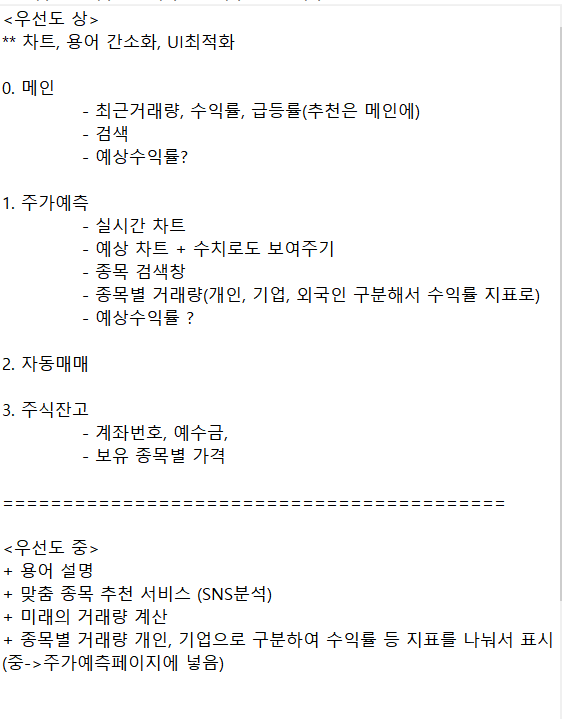 <우선도 상>
** 차트, 용어 간소화, UI최적화
0. 메인
- 최근거래량, 수익률, 급등률(추천은 메인에)
- 검색
- 예상수익률?
1. 주가예측
- 실시간 차트
- 예상 차트 + 수치로도 보여주기
- 종목 검색창
- 종목별 거래량(개인, 기업, 외국인 구분해서 수익률 지표로)
- 예상수익률 ?
2. 자동매매
3. 주식잔고
- 계좌번호, 예수금,
- 보유 종목별 가격
==========================================
<우선도 중>
+ 용어 설명
+ 맞춤 종목 추천 서비스 (SNS분석)
+ 미래의 거래량 계산
+ 종목별 거래량 개인, 기업으로 구분하여 수익률 등 지표를 나눠서 표시
(중->주가예측페이지에 넣음)